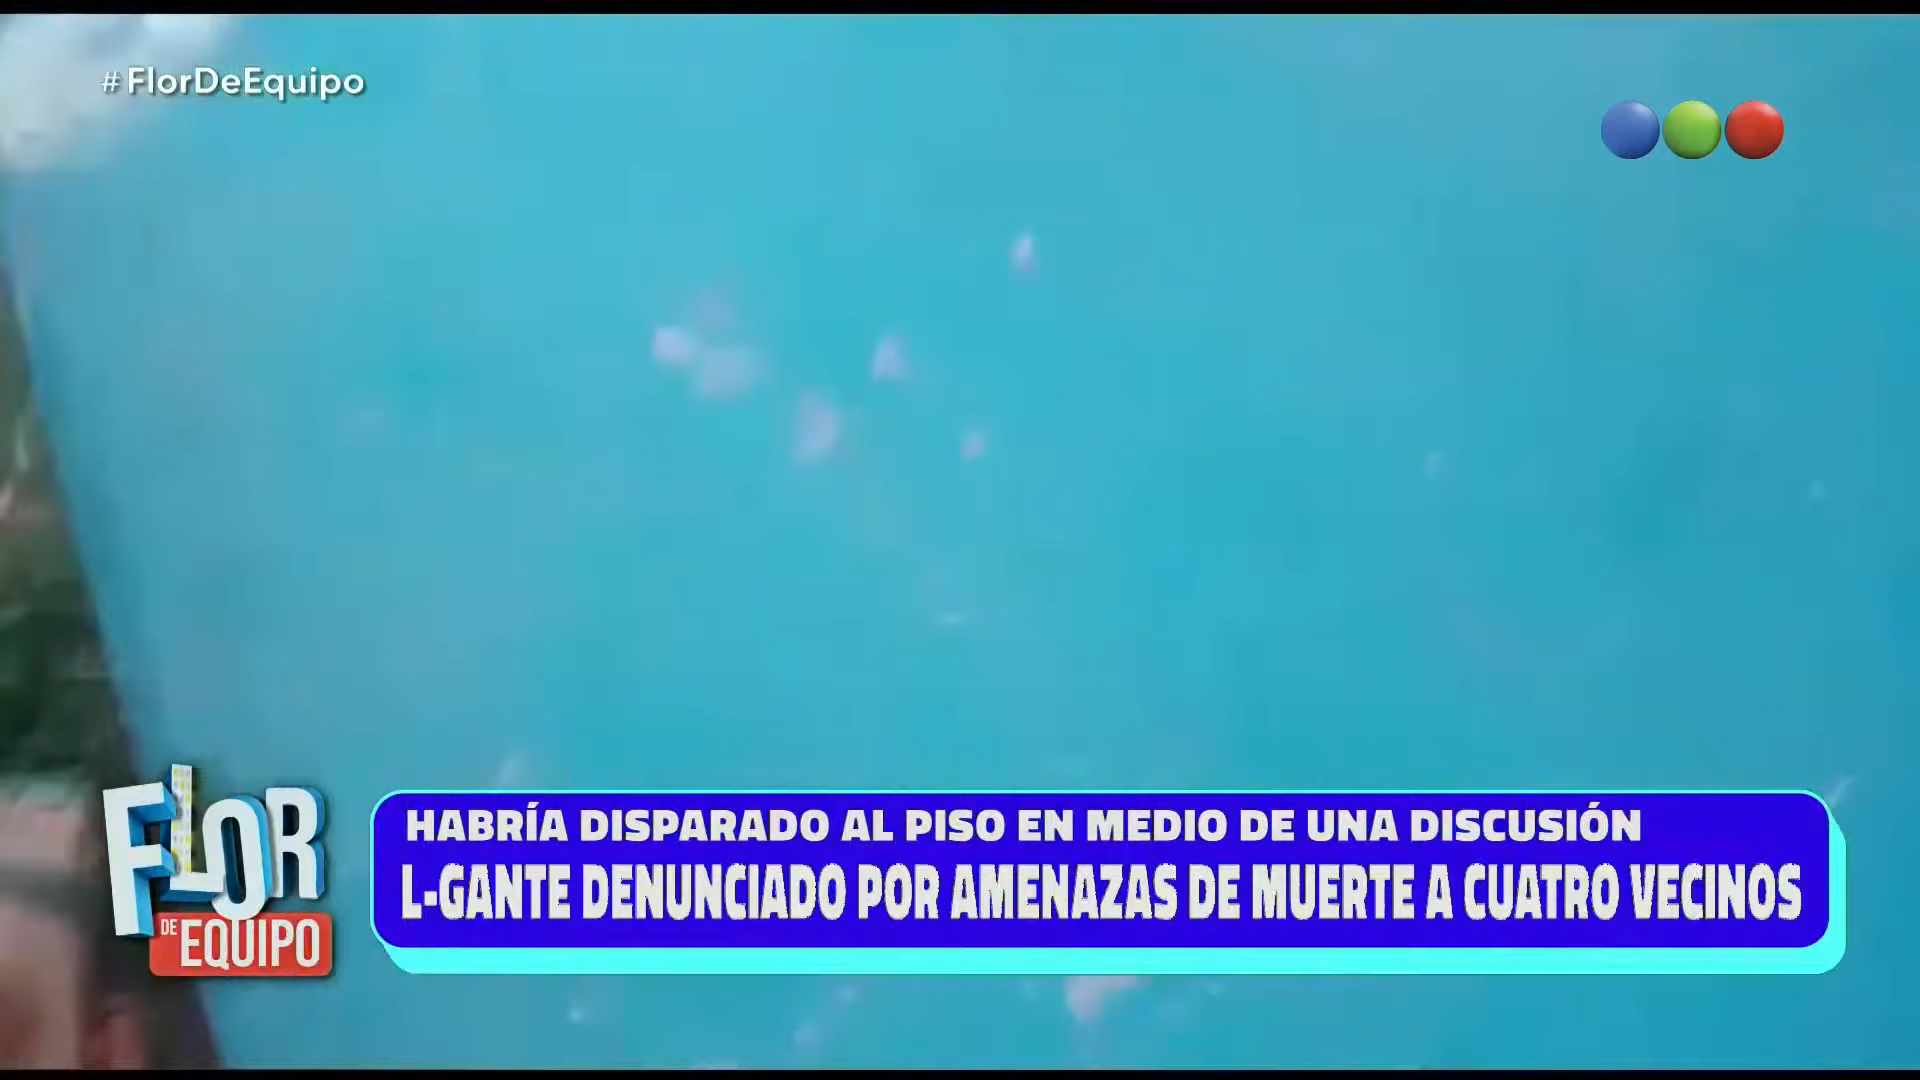 #FlorDeEquipo
FLOR
DE EQUIPO
HABRÍA DISPARADO AL PISO EN MEDIO DE UNA DISCUSIÓN
L-GANTE DENUNCIADO POR AMENAZAS DE MUERTE A CUATRO VECINOS